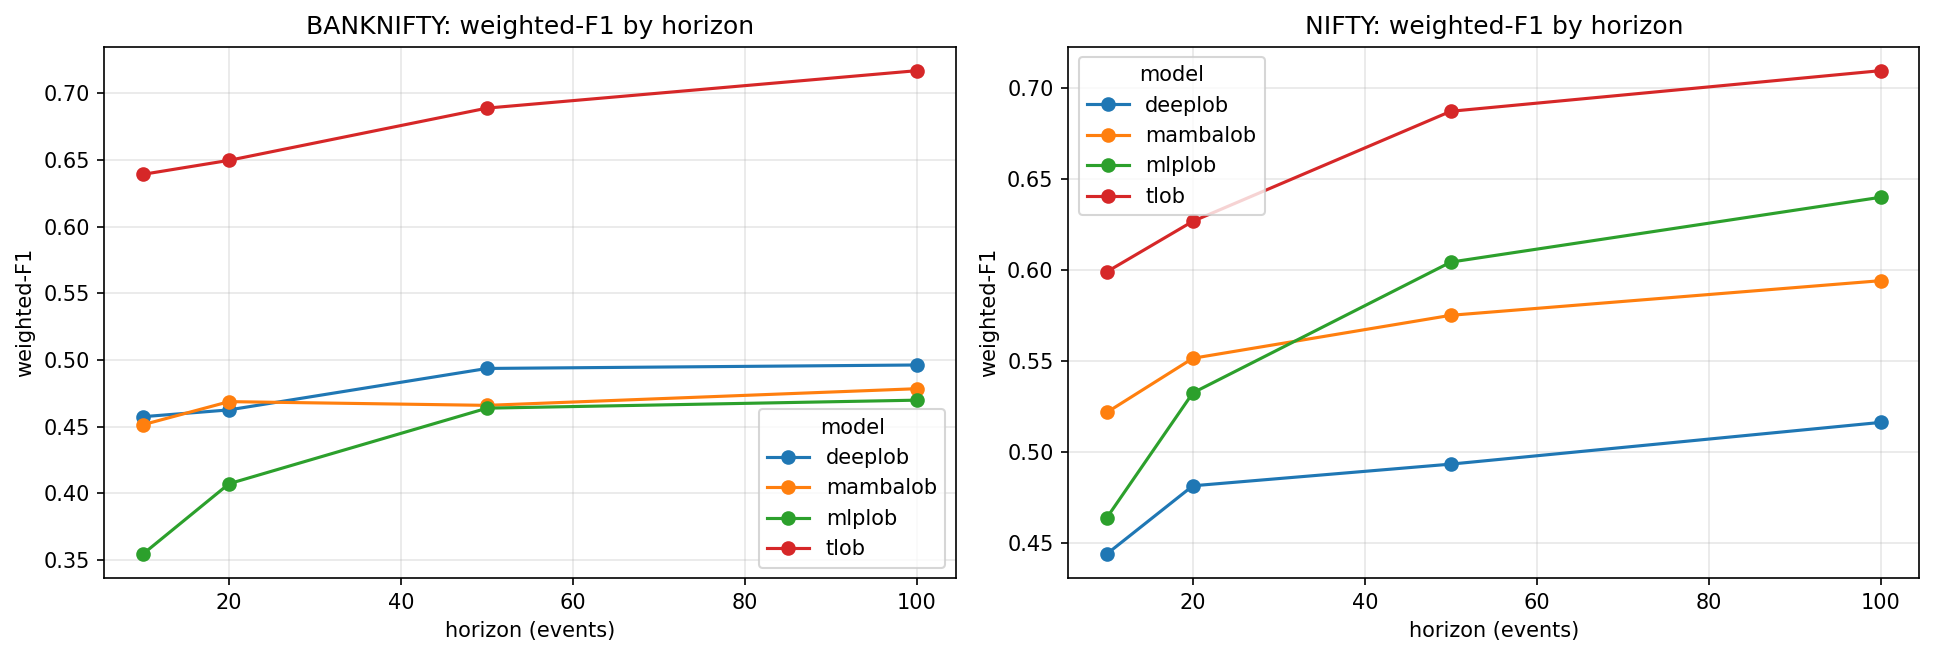 BANKNIFTY: weighted-F1 by horizon
weighted-F1
0.70
0.65
0.60
0.55
0.50
0.45
0.40
0.35
model
deeplob
mambalob
mlplob
tlob
20
40
60
80
100
horizon (events)
NIFTY: weighted-F1 by horizon
weighted-F1
0.70
0.65
0.60
0.55
0.50
0.45
model
deeplob
mambalob
mlplob
tlob
20
40
60
80
100
horizon (events)